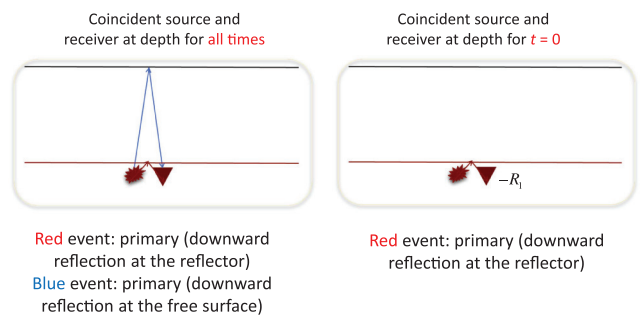 Coincident source and
receiver at depth for all times
Coincident source and
receiver at depth for t = 0
−R₁
Red event: primary (downward
reflection at the reflector)
Blue event: primary (downward
reflection at the free surface)
Red event: primary (downward
reflection at the reflector)